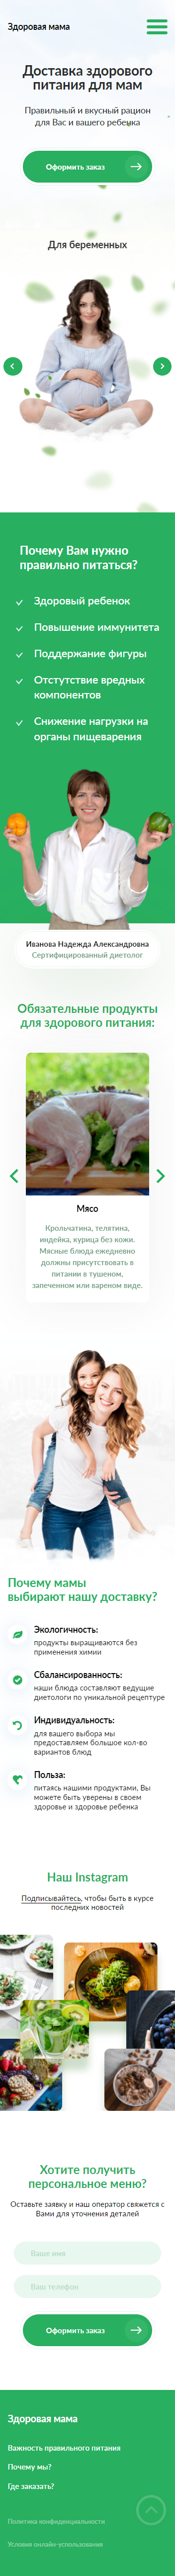 Здоровая мама
Доставка здорового
питания для мам
Правильный и вкусный рацион
для Вас и вашего ребенка
Оформить заказ
Для беременных
Почему Вам нужно
правильно питаться?
Здоровый ребенок
Повышение иммунитета
Поддержание фигуры
Отстутствие вредных
компонентов
Снижение нагрузки на
органы пищеварения
Иванова Надежда Александровна
Сертифицированный диетолог
Обязательные продукты
для здорового питания:
Мясо
Крольчатина, телятина,
индейка, курица без кожи.
Мясные блюда ежедневно
должны присутствовать в
питании в тушеном,
запеченном или вареном виде.
Почему мамы
выбирают нашу доставку?
Экологичность:
продукты выращиваются без
применения химии
Сбалансированность:
наши блюда составляют ведущие
диетологи по уникальной рецептуре
Индивидуальность:
для вашего выбора мы
предоставляем большое кол-во
вариантов блюд
Польза:
питаясь нашими продуктами, Вы
можете быть уверены в своем
здоровье и здоровье ребенка
Наш Instagram
Подписывайтесь, чтобы быть в курсе
последних новостей
Хотите получить
персональное меню?
Оставьте заявку и наш оператор свяжется с
Вами для уточнения деталей
Ваше имя
Ваш телефон
Оформить заказ
Здоровая мама
Важность правильного питания
Почему мы?
Где заказать?
Политика конфиденциальности
Условия онлайн-успользования